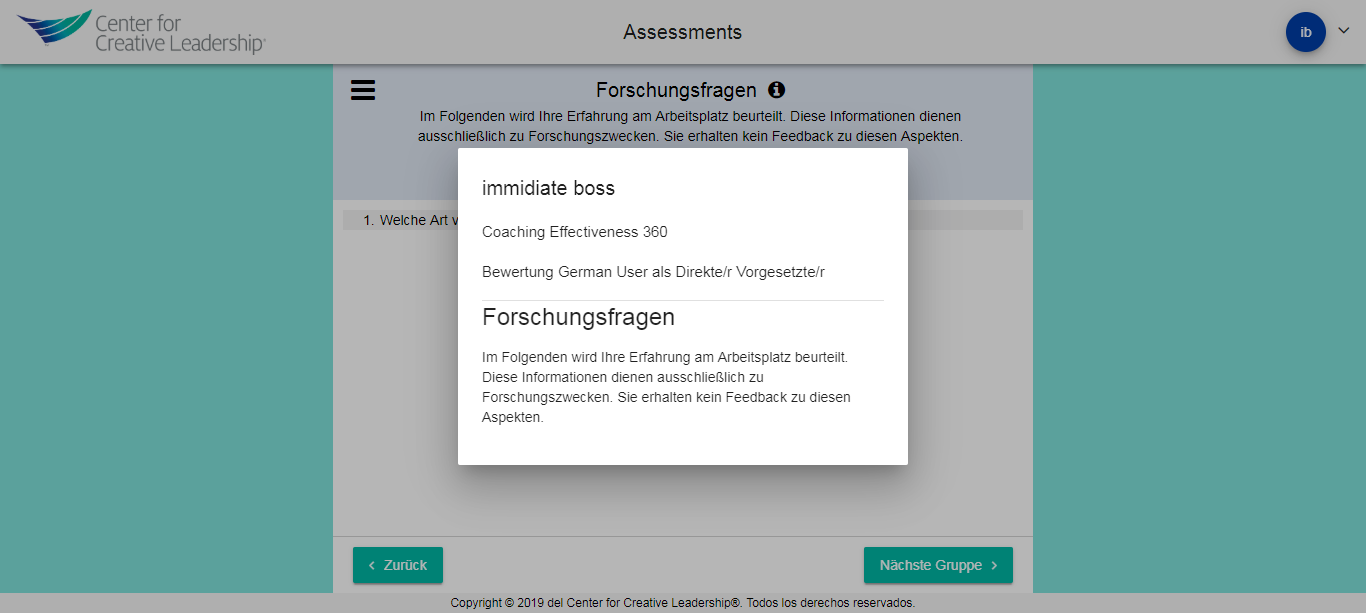 Center for
Creative Leadership®
Assessments
ib
Forschungsfragen
Im Folgenden wird Ihre Erfahrung am Arbeitsplatz beurteilt. Diese Informationen dienen
ausschließlich zu Forschungszwecken. Sie erhalten kein Feedback zu diesen Aspekten.
immidiate boss
Coaching Effectiveness 360
Bewertung German User als Direkte/r Vorgesetzte/r
Forschungsfragen
Im Folgenden wird Ihre Erfahrung am Arbeitsplatz beurteilt.
Diese Informationen dienen ausschließlich zu
Forschungszwecken. Sie erhalten kein Feedback zu diesen
Aspekten.
1. Welche Art
Zurück
Nächste Gruppe
Copyright © 2019 del Center for Creative Leadership®. Todos los derechos reservados.